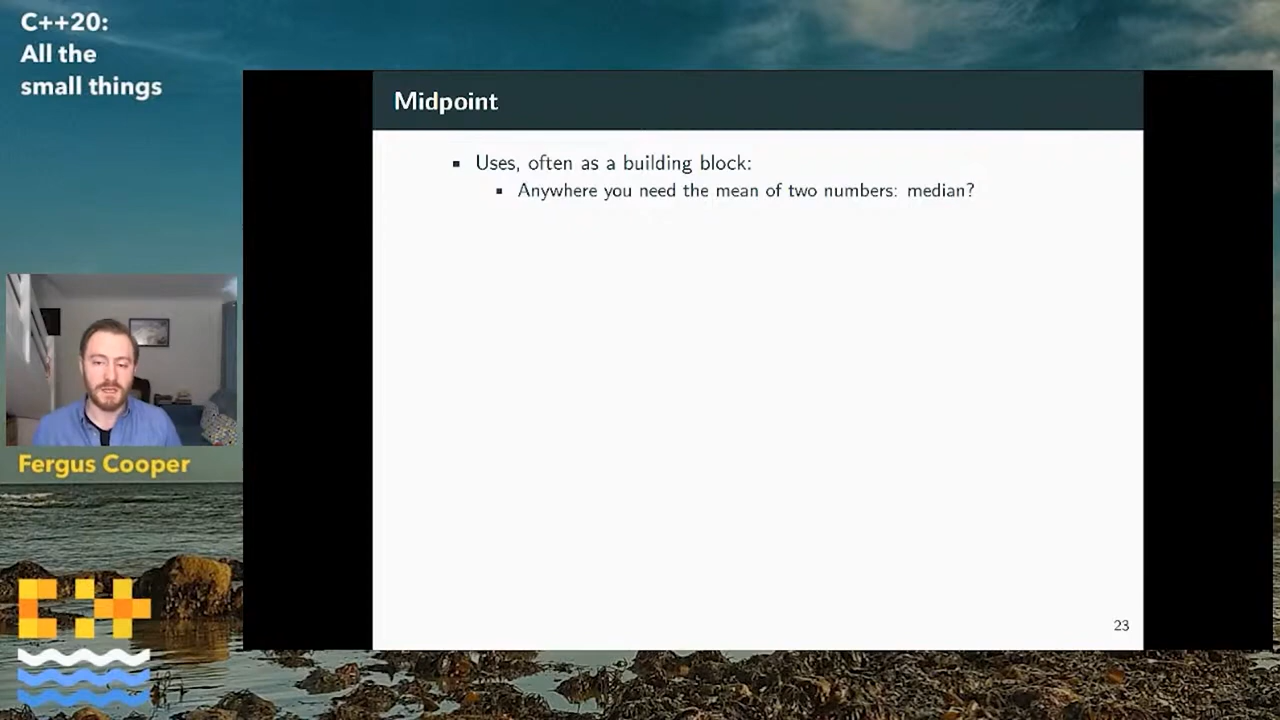 C++20:
All the
small things
Midpoint
Uses, often as a building block:
Anywhere you need the mean of two numbers: median?
Fergus Cooper
23